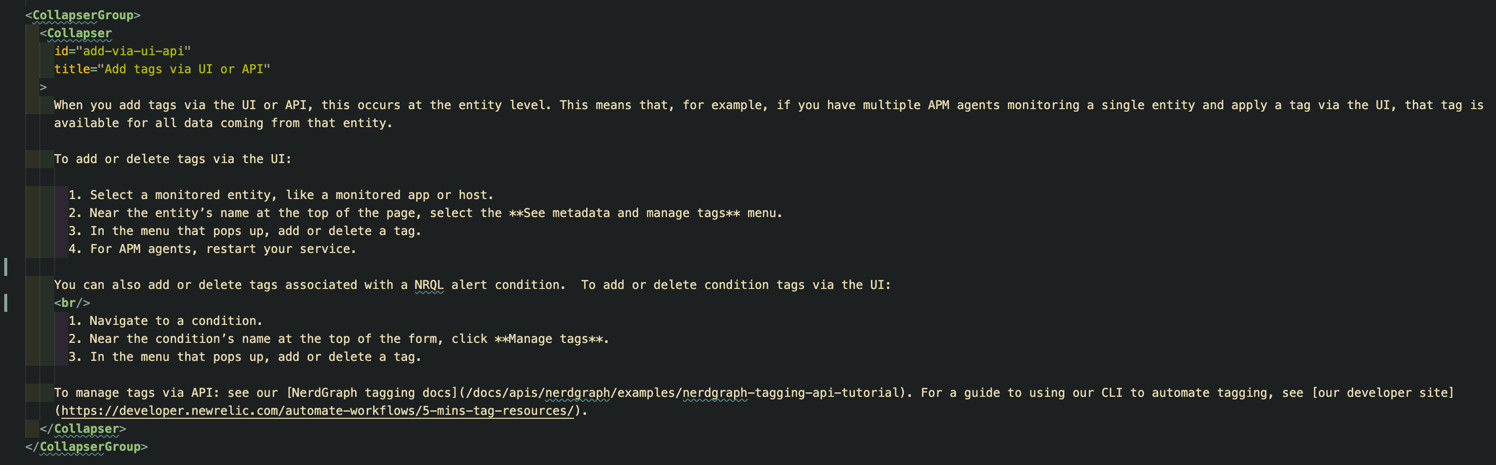 <CollapserGroup>
<Collapser
id="add-via-ui-api"
title="Add tags via UI or API"
>
When you add tags via the UI or API, this occurs at the entity level. This means that, for example, if you have multiple APM agents monitoring a single entity and apply a tag via the UI, that tag is
available for all data coming from that entity.
To add or delete tags via the UI:
1. Select a monitored entity, like a monitored app or host.
2. Near the entity’s name at the top of the page, select the **See metadata and manage tags** menu.
3. In the menu that pops up, add or delete a tag.
4. For APM agents, restart your service.
You can also add or delete tags associated with a NRQL alert condition.  To add or delete condition tags via the UI:
<br/>
1. Navigate to a condition.
2. Near the condition’s name at the top of the form, click **Manage tags**.
3. In the menu that pops up, add or delete a tag.
To manage tags via API: see our [NerdGraph tagging docs](/docs/apis/nerdgraph/examples/nerdgraph-tagging-api-tutorial). For a guide to using our CLI to automate tagging, see [our developer site]
(https://developer.newrelic.com/automate-workflows/5-mins-tag-resources/).
</Collapser>
</CollapserGroup>